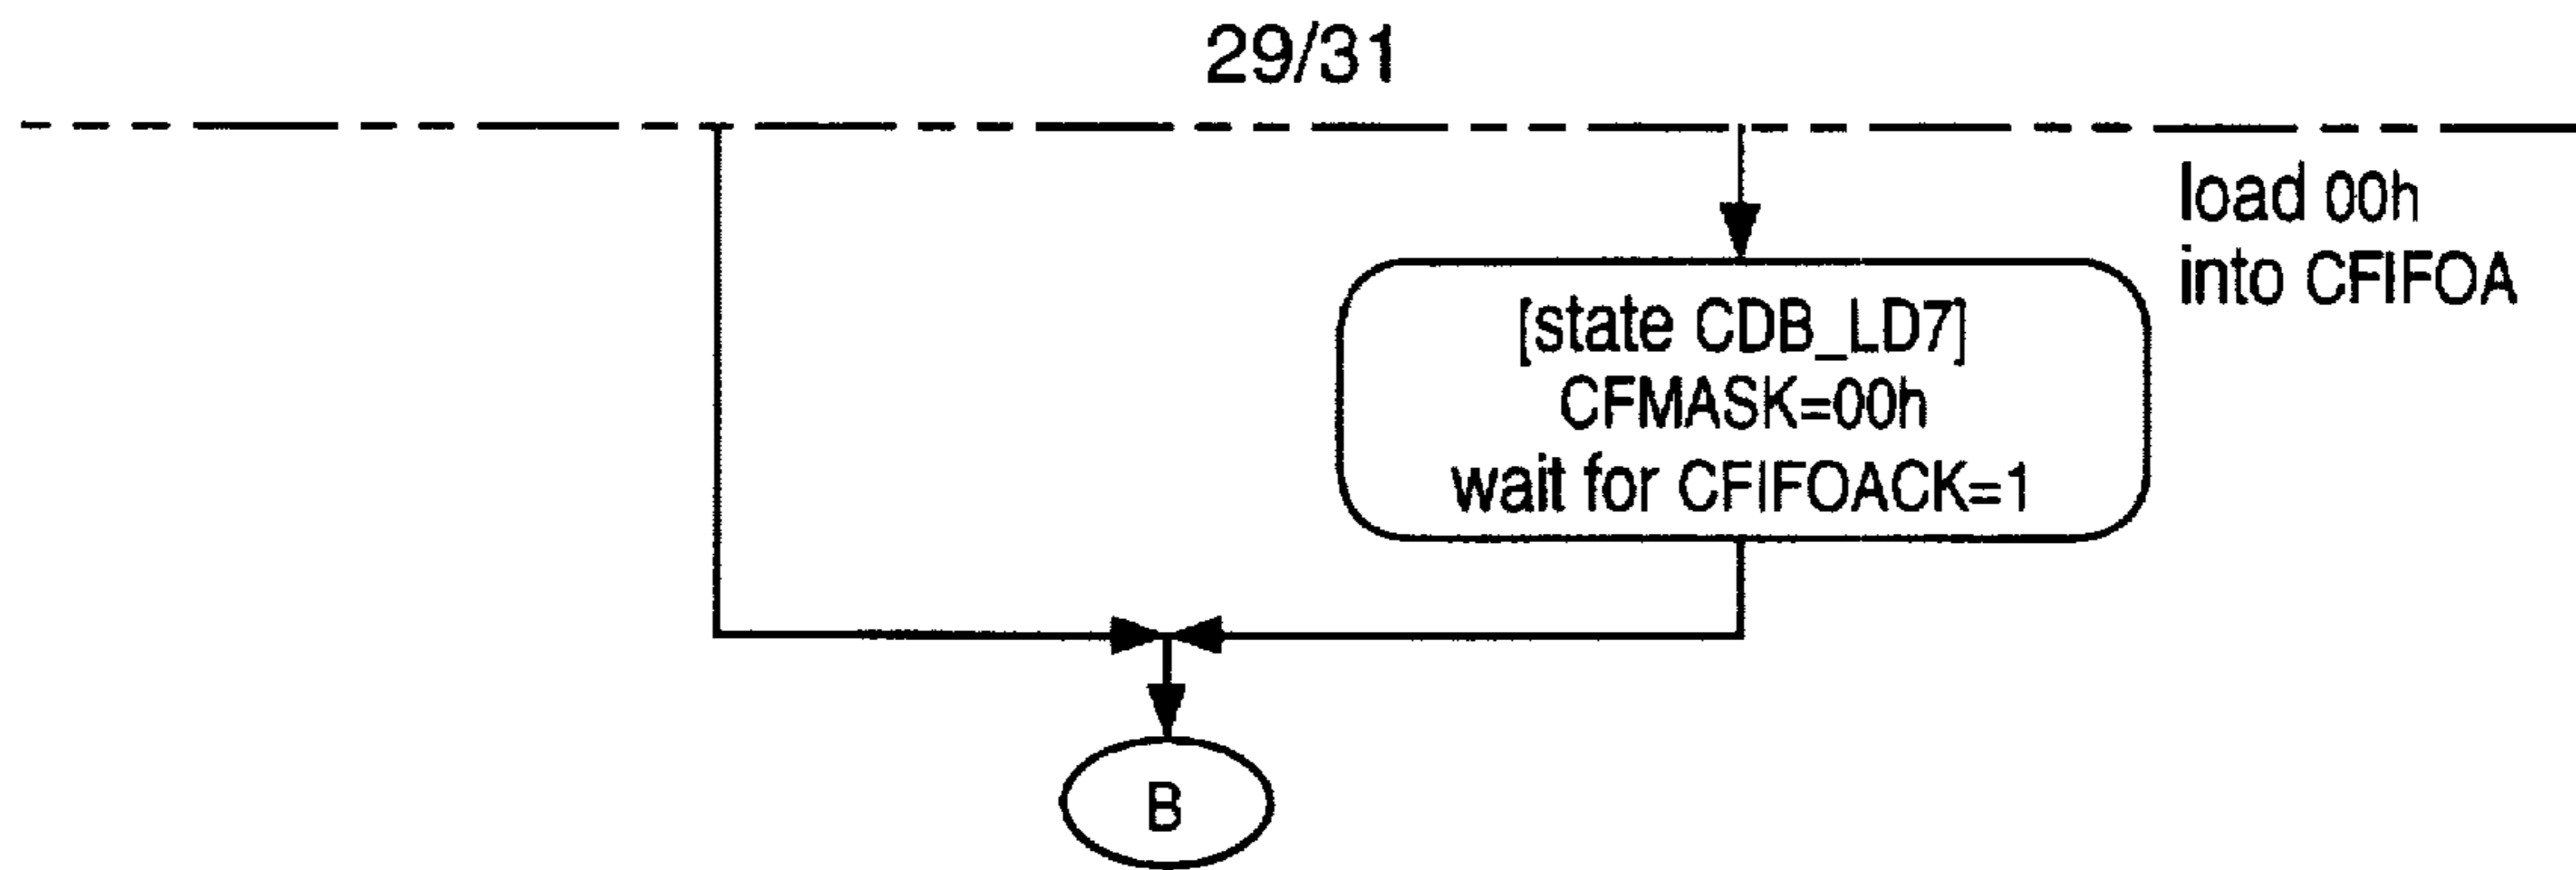 29/31
load 00h
into CFIFOA
[state CDB_LD7]
CFMASK=00h
wait for CFIFOACK=1
B